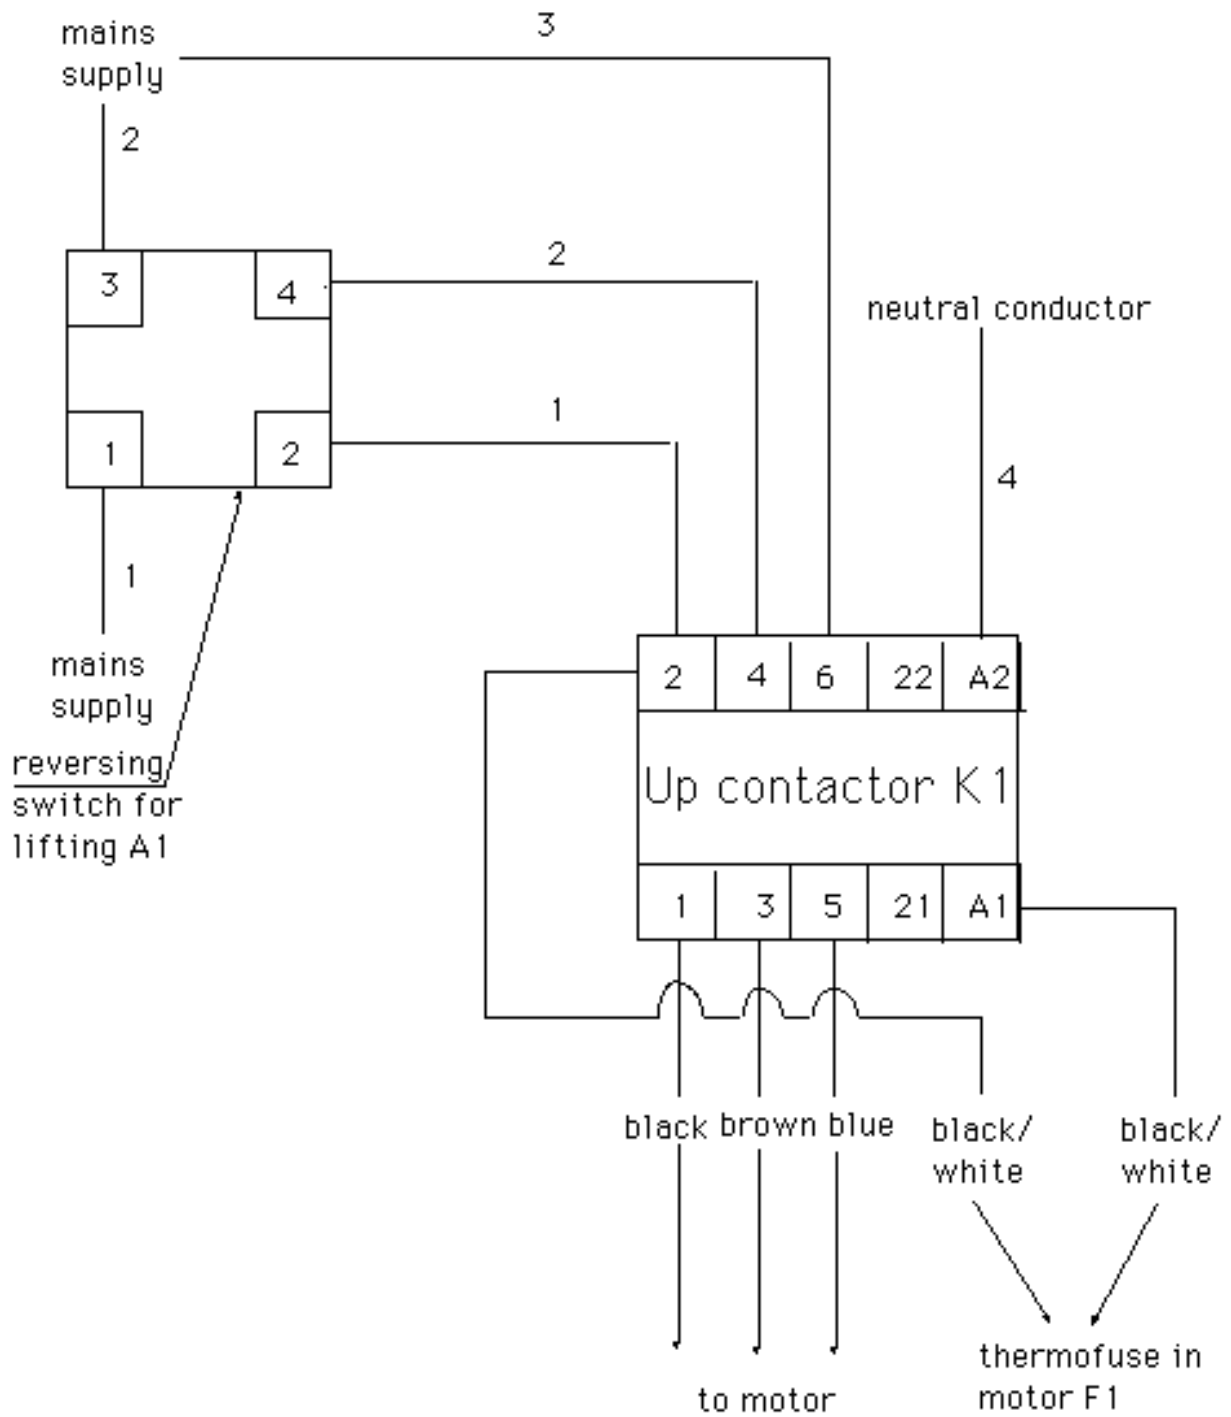 mains
supply
3
2
3
4
2
neutral conductor
1
1
2
4
1
mains
supply
reversing
switch for
lifting A1
2 4 6 22 A2
Up contactor K1
1 3 5 21 A1
black brown blue
black/
white
black/
white
thermofuse in
motor F1
to motor